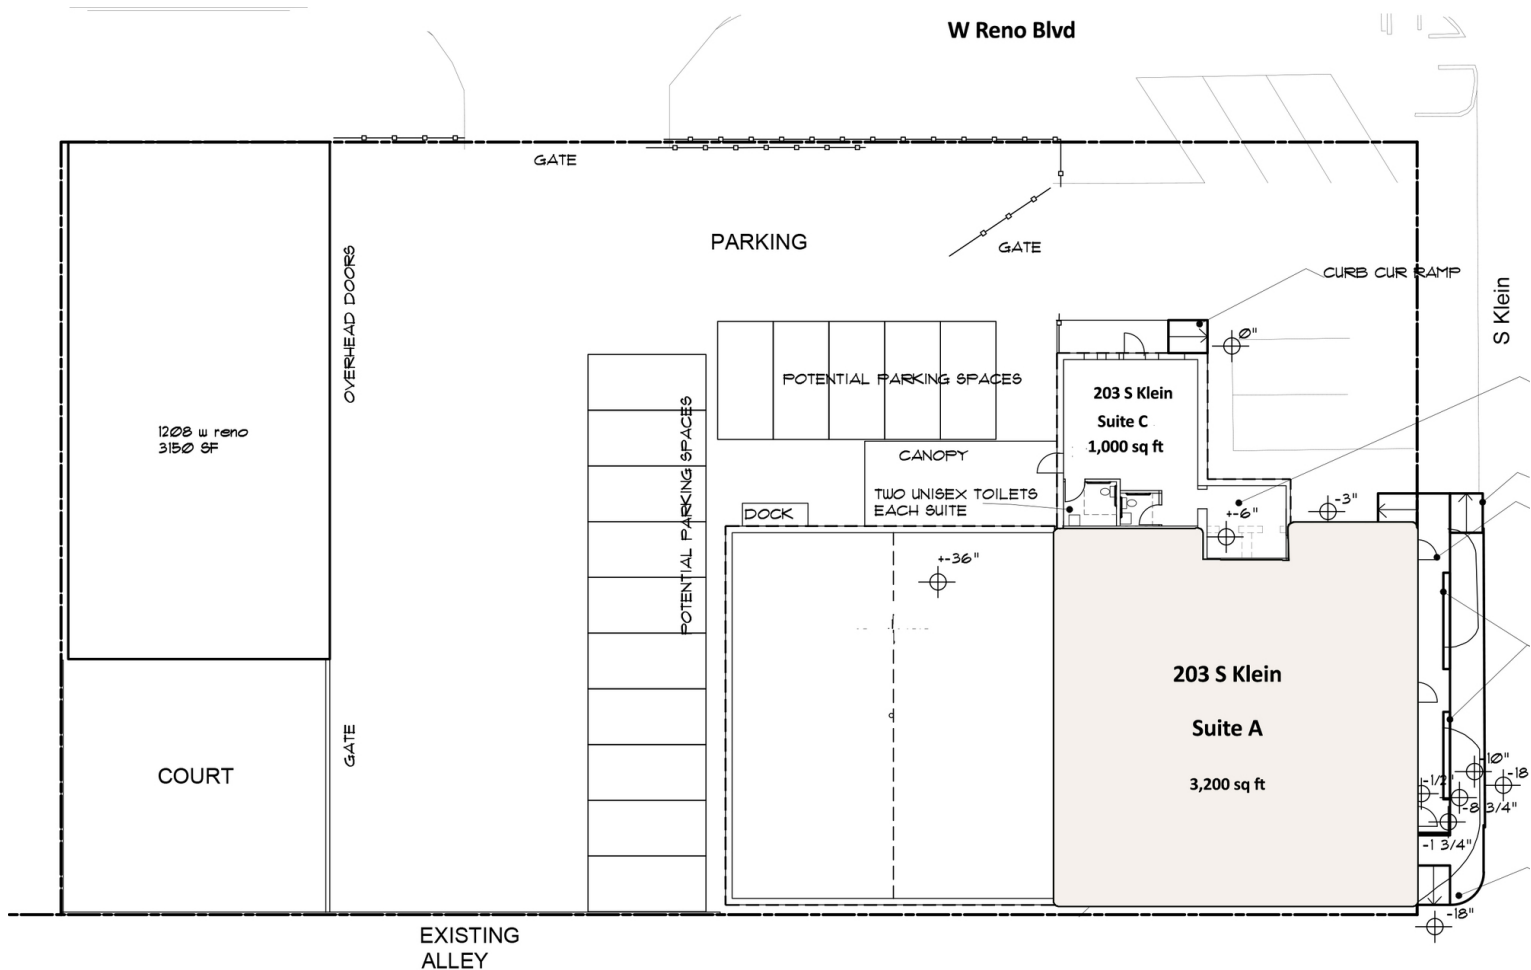 W Reno Blvd
GATE
PARKING
GATE
CURB CUR RAMP
S Klein
OVERHEAD DOORS
0"
POTENTIAL PARKING SPACES
203 S Klein
Suite C
1,000 sq ft
1208 w reno
3150 SF
POTENTIAL PARKING SPACES
CANOPY
TWO UNISEX TOILETS
EACH SUITE
DOCK
+-6"
-3"
+-36"
203 S Klein
Suite A
3,200 sq ft
GATE
COURT
-10"
-18
-1/2"
-8 3/4"
-1 3/4"
-18"
EXISTING
ALLEY